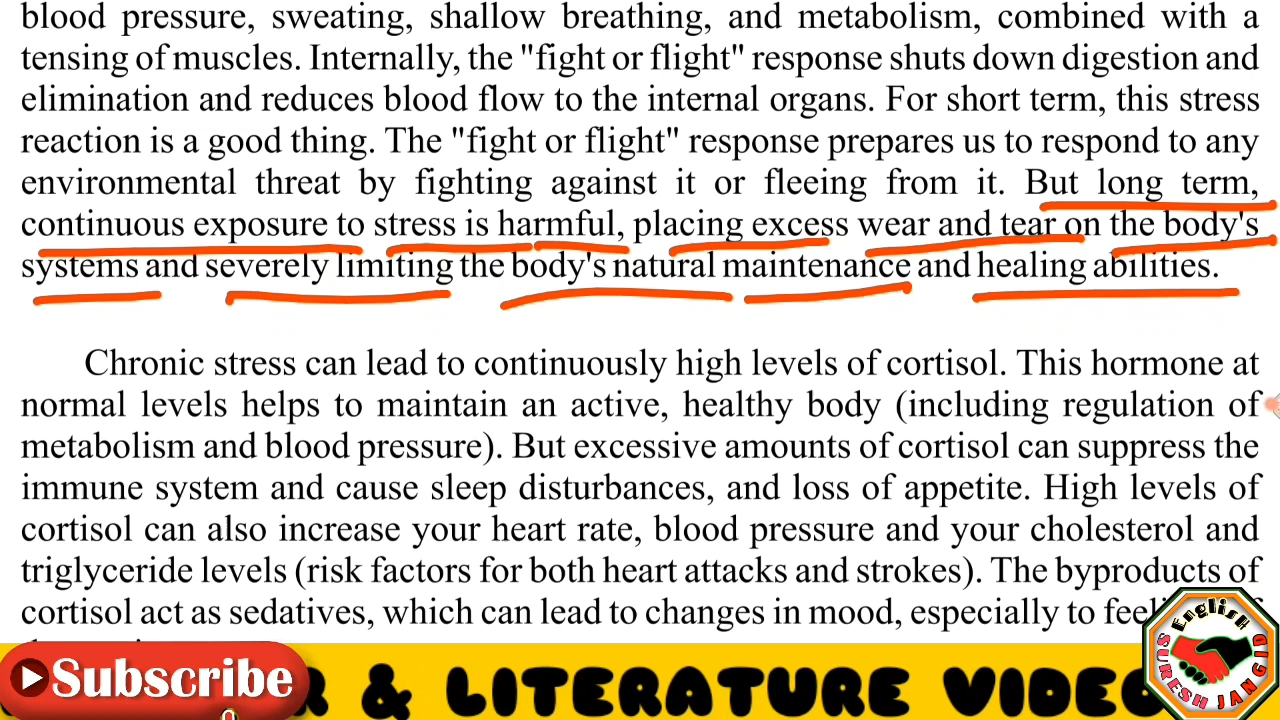 blood pressure, sweating, shallow breathing, and metabolism, combined with a
tensing of muscles. Internally, the "fight or flight" response shuts down digestion and
elimination and reduces blood flow to the internal organs. For short term, this stress
reaction is a good thing. The "fight or flight" response prepares us to respond to any
environmental threat by fighting against it or fleeing from it. But long term,
continuous exposure to stress is harmful, placing excess wear and tear on the body's
systems and severely limiting the body's natural maintenance and healing abilities.
Chronic stress can lead to continuously high levels of cortisol. This hormone at
normal levels helps to maintain an active, healthy body (including regulation of
metabolism and blood pressure). But excessive amounts of cortisol can suppress the
immune system and cause sleep disturbances, and loss of appetite. High levels of
cortisol can also increase your heart rate, blood pressure and your cholesterol and
triglyceride levels (risk factors for both heart attacks and strokes). The byproducts of
cortisol act as sedatives, which can lead to changes in mood, especially to
English
SURESH JANGID
Subscribe
& LITERATURE